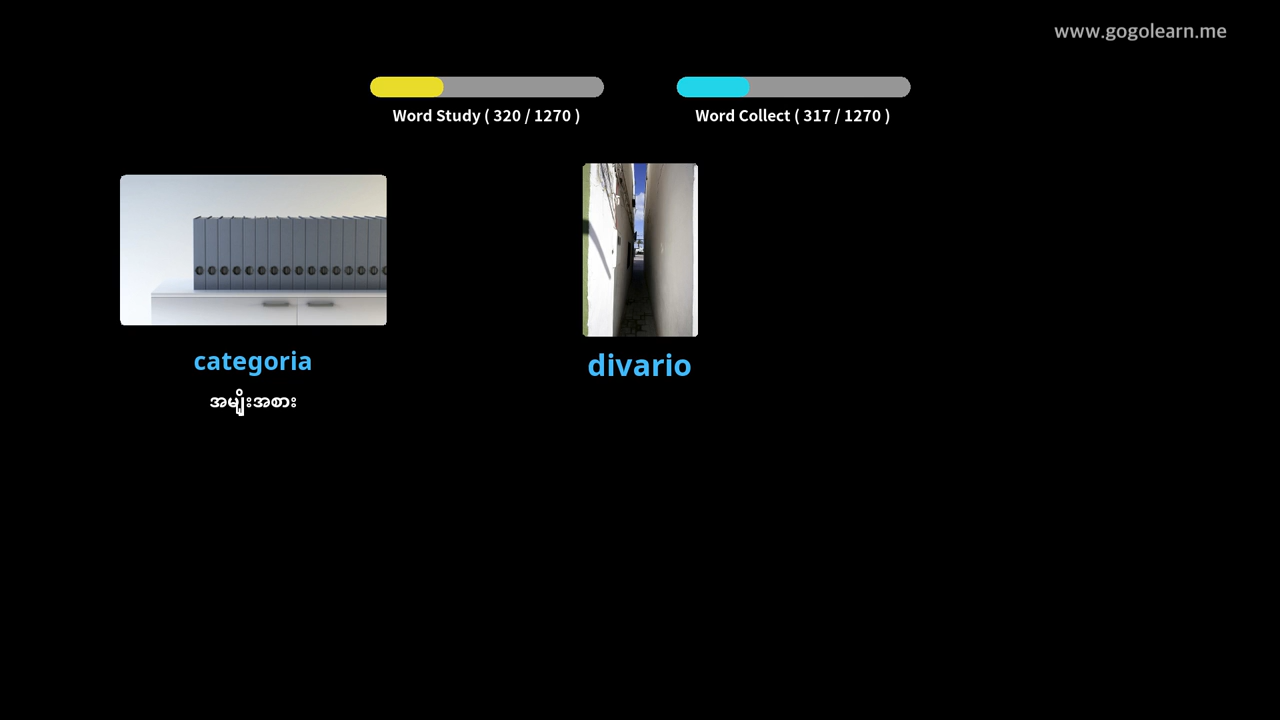 www.gogolearn.me
Word Study ( 320 / 1270 )
Word Collect ( 317 / 1270 )
categoria
အမျိုးအစား
divario